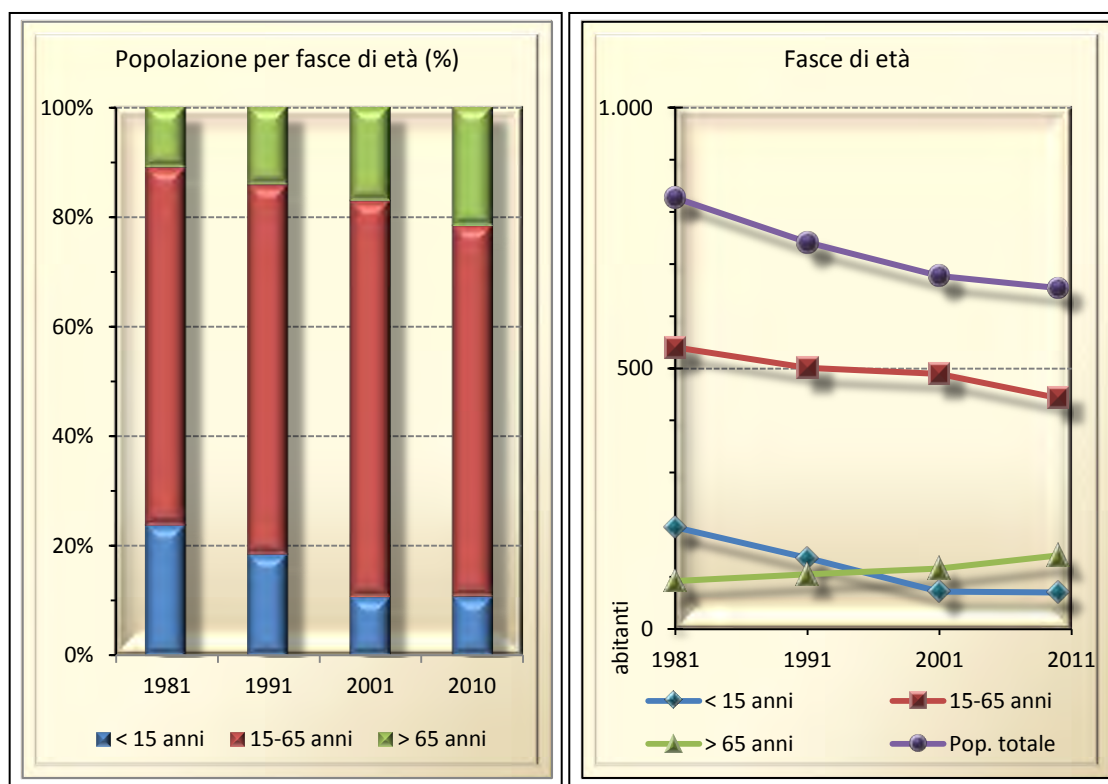 Popolazione per fasce di età (%)
100%
80%
60%
40%
20%
0%
1981 1991 2001 2010
< 15 anni 15-65 anni > 65 anni
Fasce di età
1.000
500
0
abitanti
1981 1991 2001 2011
< 15 anni 15-65 anni
> 65 anni Pop. totale